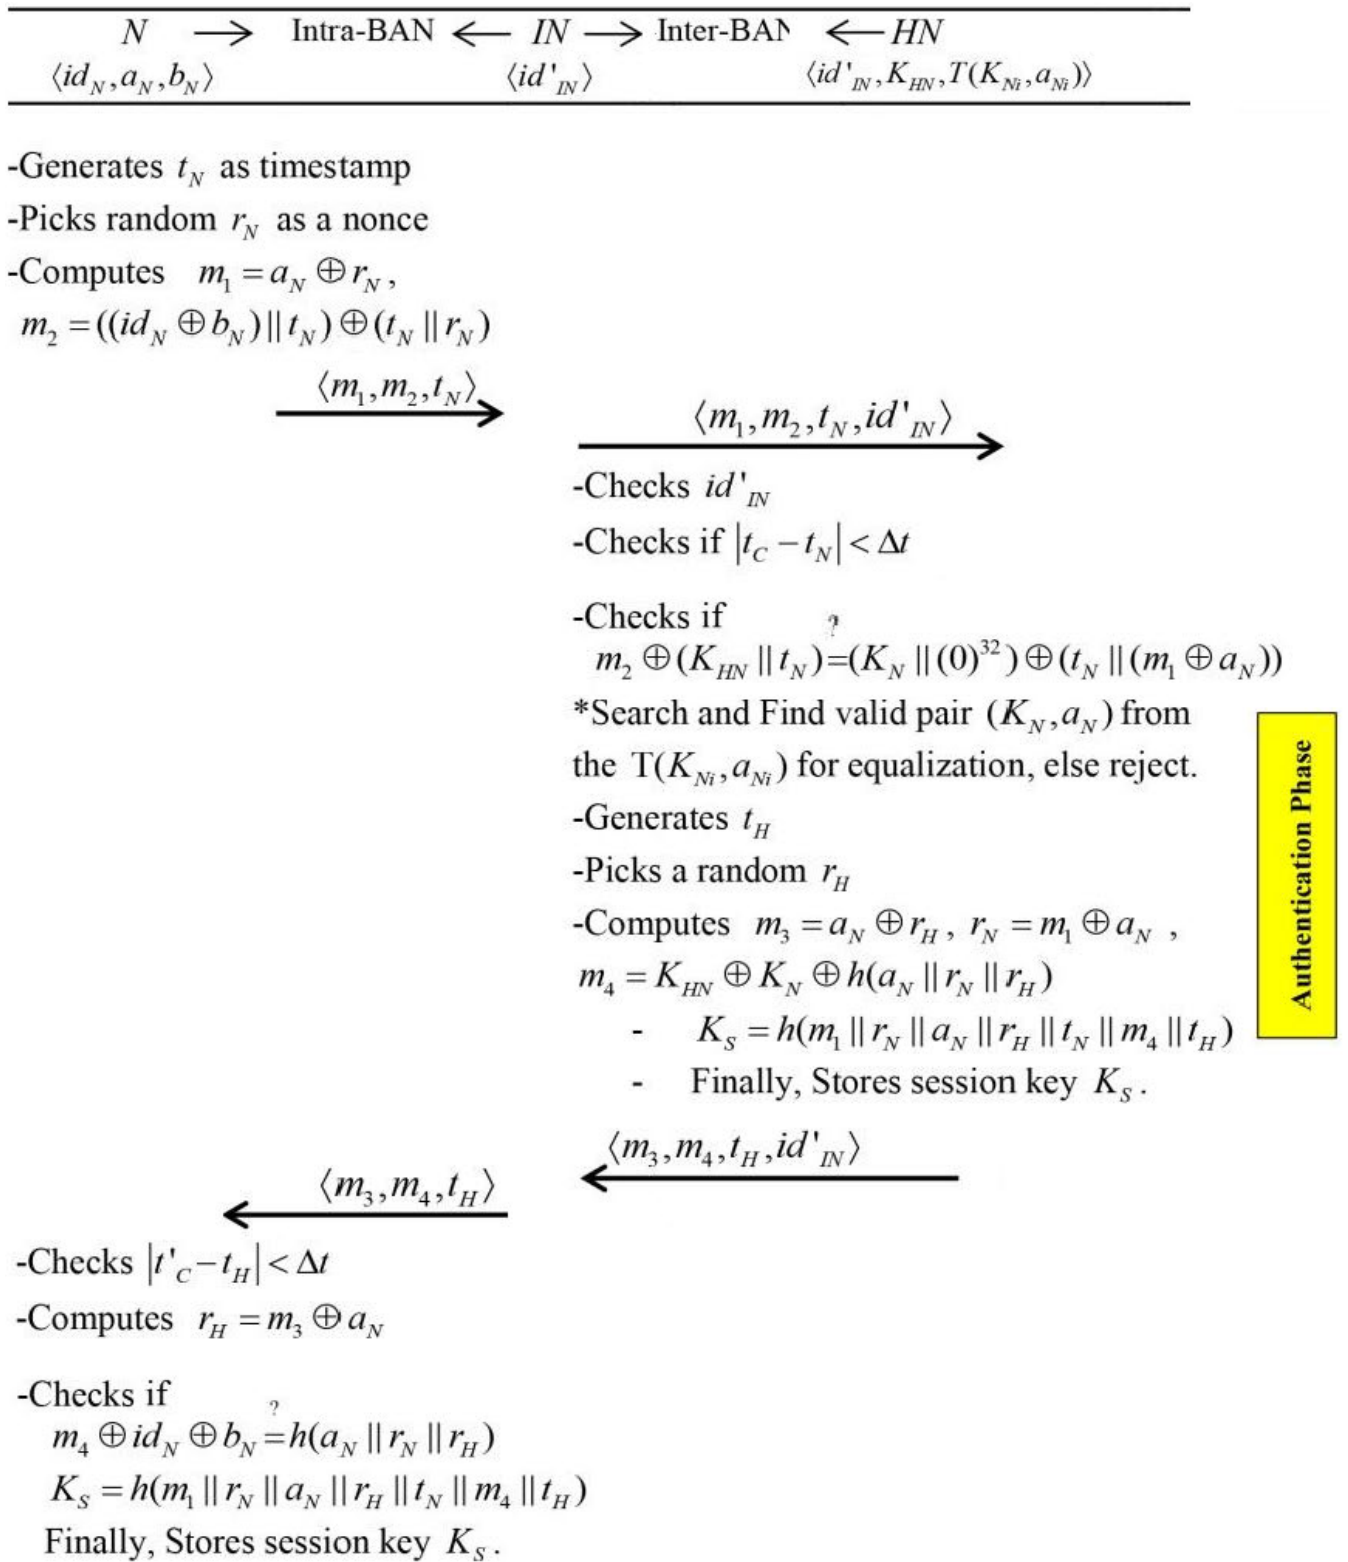 N → Intra-BAN ← IN → Inter-BAN ← HN
⟨id_N, a_N, b_N⟩ ⟨id'_IN⟩ ⟨id'_IN, K_HN, T(K_Ni, a_Ni)⟩
-Generates t_N as timestamp
-Picks random r_N as a nonce
-Computes m_1 = a_N ⊕ r_N,
m_2 = ((id_N ⊕ b_N) || t_N) ⊕ (t_N || r_N)
⟨m_1, m_2, t_N⟩
⟨m_1, m_2, t_N, id'_IN⟩
-Checks id'_IN
-Checks if |t_C − t_N| < Δt
-Checks if
m_2 ⊕ (K_HN || t_N) =? (K_N || (0)^32) ⊕ (t_N || (m_1 ⊕ a_N))
*Search and Find valid pair (K_N, a_N) from
the T(K_Ni, a_Ni) for equalization, else reject.
-Generates t_H
-Picks a random r_H
-Computes m_3 = a_N ⊕ r_H, r_N = m_1 ⊕ a_N ,
m_4 = K_HN ⊕ K_N ⊕ h(a_N || r_N || r_H)
- K_S = h(m_1 || r_N || a_N || r_H || t_N || m_4 || t_H)
- Finally, Stores session key K_S.
Authentication Phase
⟨m_3, m_4, t_H, id'_IN⟩
⟨m_3, m_4, t_H⟩
-Checks |t'_C − t_H| < Δt
-Computes r_H = m_3 ⊕ a_N
-Checks if
m_4 ⊕ id_N ⊕ b_N =? h(a_N || r_N || r_H)
K_S = h(m_1 || r_N || a_N || r_H || t_N || m_4 || t_H)
Finally, Stores session key K_S.